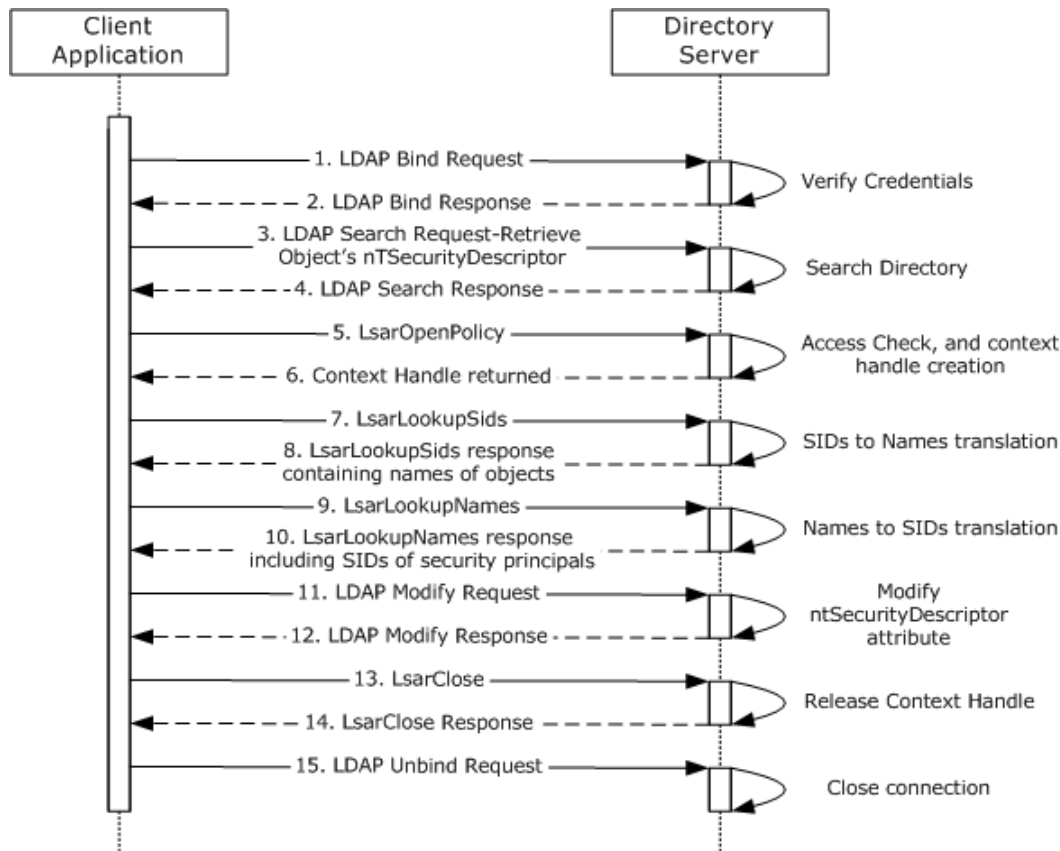 Client
Application
Directory
Server
1. LDAP Bind Request
Verify Credentials
2. LDAP Bind Response
3. LDAP Search Request-Retrieve
Object's nTSecurityDescriptor
Search Directory
4. LDAP Search Response
5. LsarOpenPolicy
Access Check, and context
handle creation
6. Context Handle returned
7. LsarLookupSids
SIDs to Names translation
8. LsarLookupSids response
containing names of objects
9. LsarLookupNames
Names to SIDs translation
10. LsarLookupNames response
including SIDs of security principals
11. LDAP Modify Request
Modify
ntSecurityDescriptor
attribute
12. LDAP Modify Response
13. LsarClose
Release Context Handle
14. LsarClose Response
15. LDAP Unbind Request
Close connection